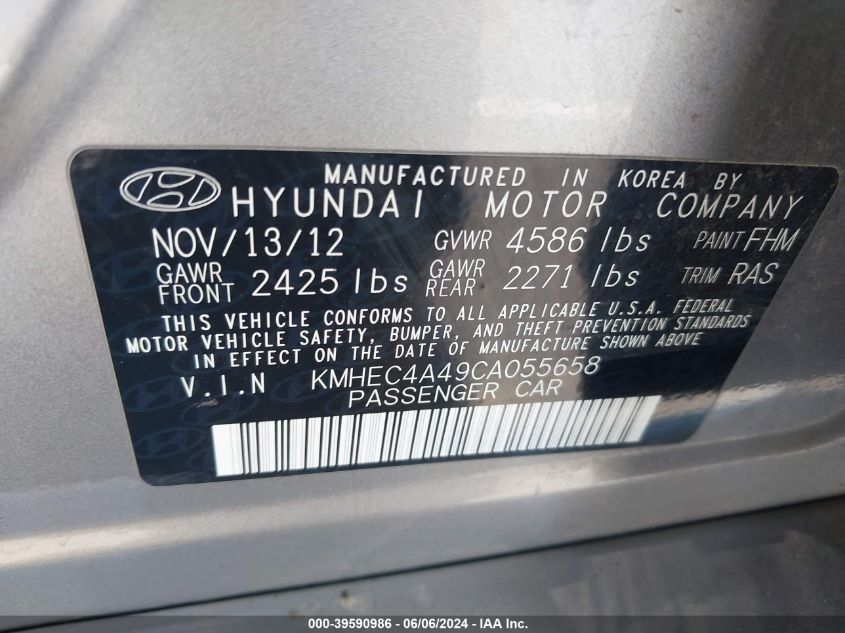 MANUFACTURED IN KOREA BY
HYUNDAI MOTOR COMPANY
NOV/13/12 GVWR 4586 lbs PAINT FHM
GAWR FRONT 2425 lbs GAWR REAR 2271 lbs TRIM RAS
THIS VEHICLE CONFORMS TO ALL APPLICABLE U.S.A. FEDERAL
MOTOR VEHICLE SAFETY, BUMPER, AND THEFT PREVENTION STANDARDS
IN EFFECT ON THE DATE OF MANUFACTURE SHOWN ABOVE
V.I.N KMHEC4A49CA055658
PASSENGER CAR
000-39590986 - 06/06/2024 - IAA Inc.